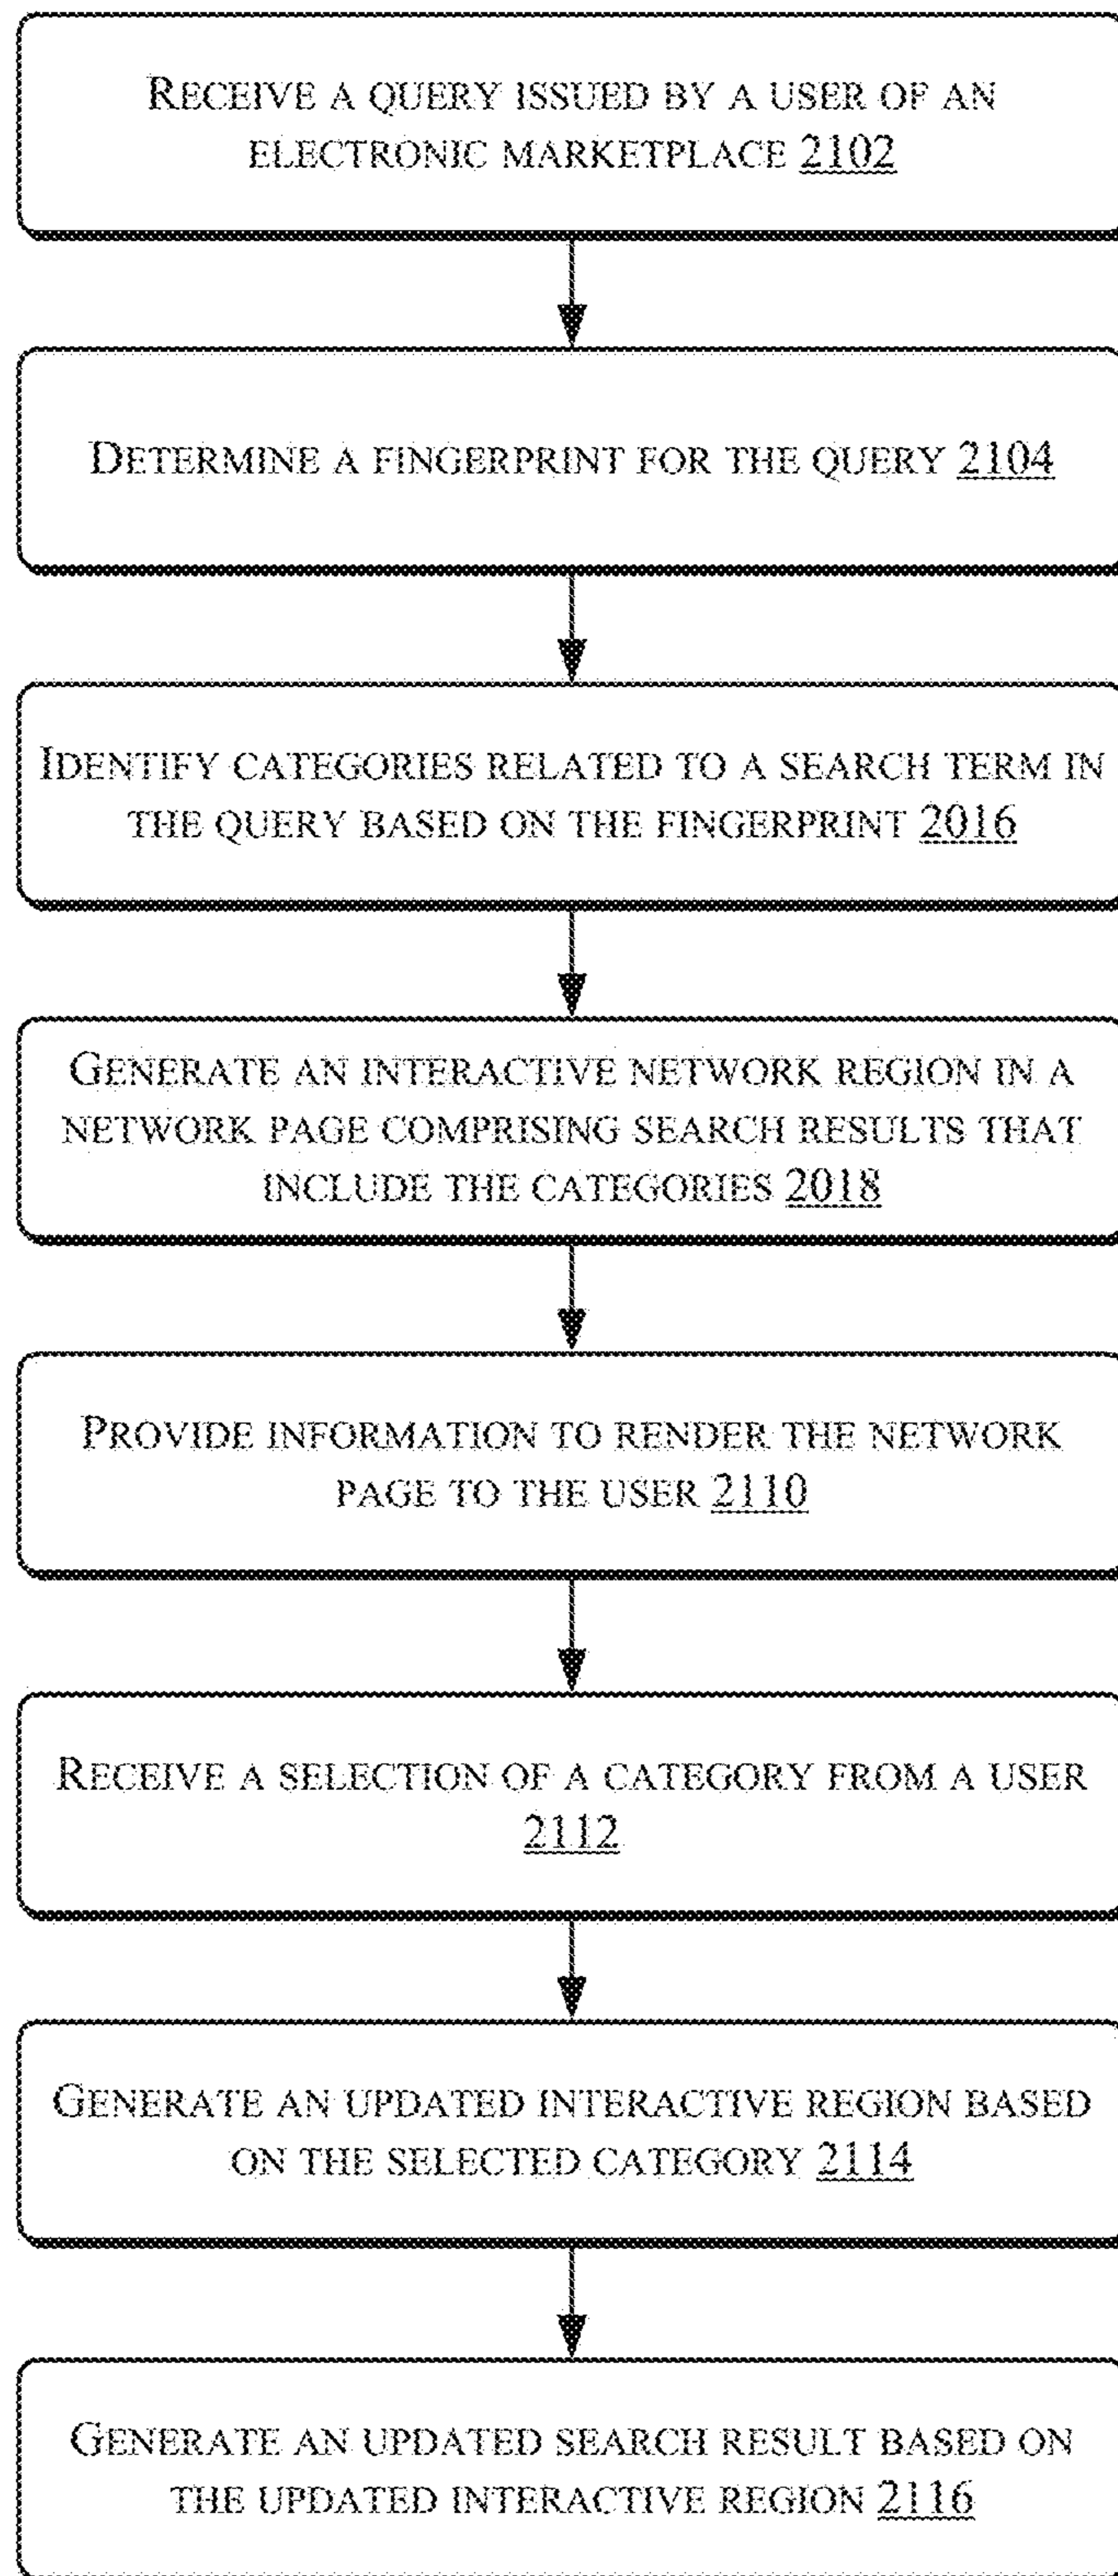 RECEIVE A QUERY ISSUED BY A USER OF AN
ELECTRONIC MARKETPLACE 2102
DETERMINE A FINGERPRINT FOR THE QUERY 2104
IDENTIFY CATEGORIES RELATED TO A SEARCH TERM IN
THE QUERY BASED ON THE FINGERPRINT 2016
GENERATE AN INTERACTIVE NETWORK REGION IN A
NETWORK PAGE COMPRISING SEARCH RESULTS THAT
INCLUDE THE CATEGORIES 2018
PROVIDE INFORMATION TO RENDER THE NETWORK
PAGE TO THE USER 2110
RECEIVE A SELECTION OF A CATEGORY FROM A USER
2112
GENERATE AN UPDATED INTERACTIVE REGION BASED
ON THE SELECTED CATEGORY 2114
GENERATE AN UPDATED SEARCH RESULT BASED ON
THE UPDATED INTERACTIVE REGION 2116